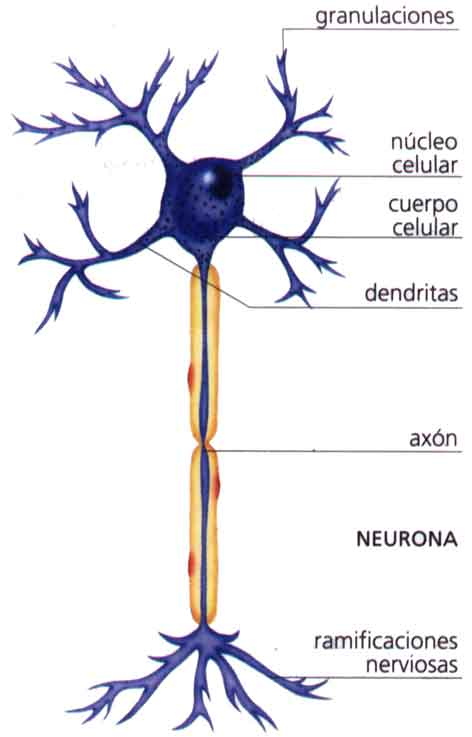 granulaciones
núcleo
celular
cuerpo
celular
dendritas
axón
NEURONA
ramificaciones
nerviosas